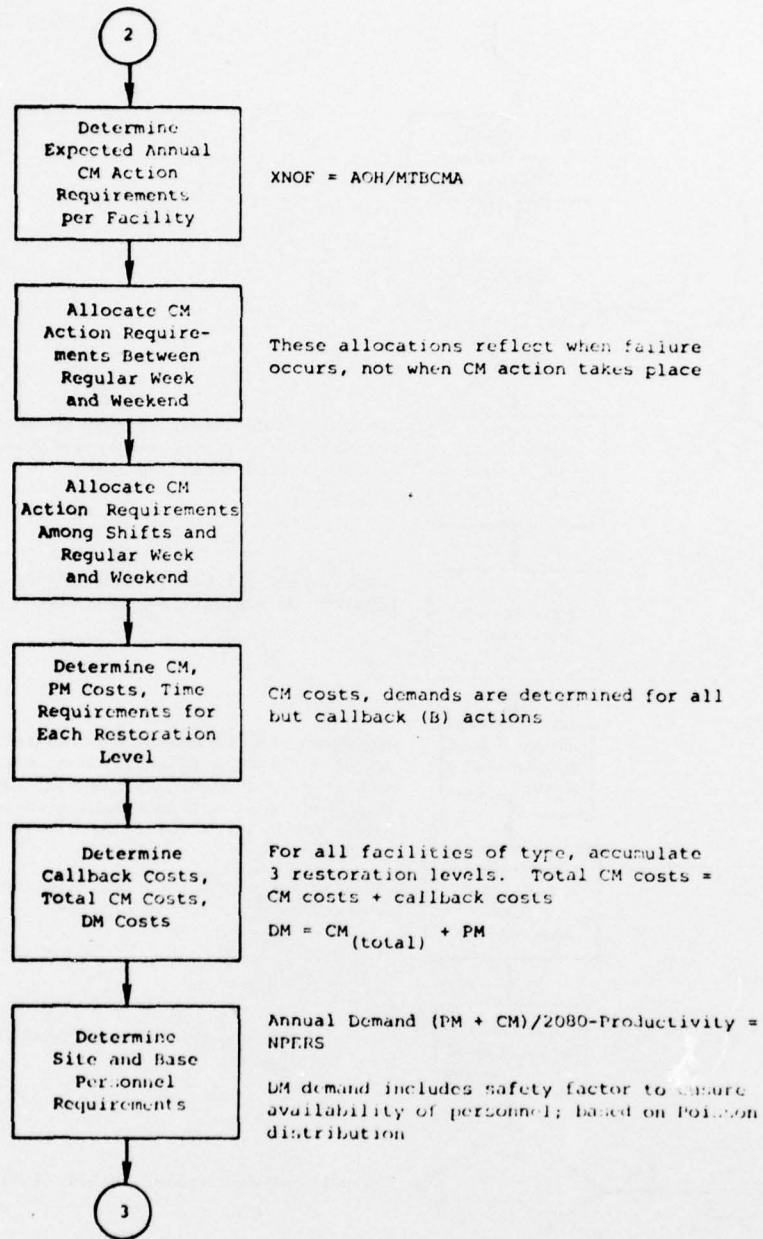 2
Determine
Expected Annual
CM Action
Requirements
per Facility
XNOF = AOH/MTBCMA
Allocate CM
Action Require-
ments Between
Regular Week
and Weekend
These allocations reflect when failure
occurs, not when CM action takes place
Allocate CM
Action Requirements
Among Shifts and
Regular Week
and Weekend
Determine CM,
PM Costs, Time
Requirements for
Each Restoration
Level
CM costs, demands are determined for all
but callback (B) actions
Determine
Callback Costs,
Total CM Costs,
DM Costs
For all facilities of type, accumulate
3 restoration levels. Total CM costs =
CM costs + callback costs
DM = CM(total) + PM
Determine
Site and Base
Personnel
Requirements
Annual Demand (PM + CM)/2080-Productivity =
NPERS
DM demand includes safety factor to ensure
availability of personnel; based on Poisson
distribution
3